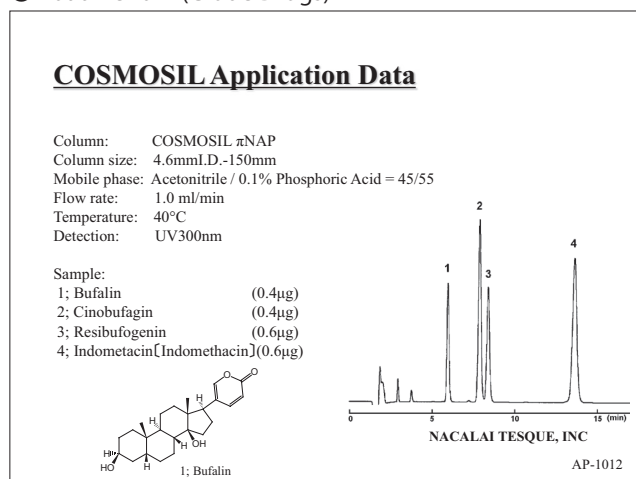 COSMOSIL Application Data
Column: COSMOSIL πNAP
Column size: 4.6mmI.D.-150mm
Mobile phase: Acetonitrile / 0.1% Phosphoric Acid = 45/55
Flow rate: 1.0 ml/min
Temperature: 40°C
Detection: UV300nm
Sample:
1; Bufalin (0.4μg)
2; Cinobufagin (0.4μg)
3; Resibufogenin (0.6μg)
4; Indometacin[Indomethacin](0.6μg)
O O
H
H H
OH
H
H
HO H
1; Bufalin
1
2
3
4
0 5 10 15 (min)
NACALAI TESQUE, INC
AP-1012